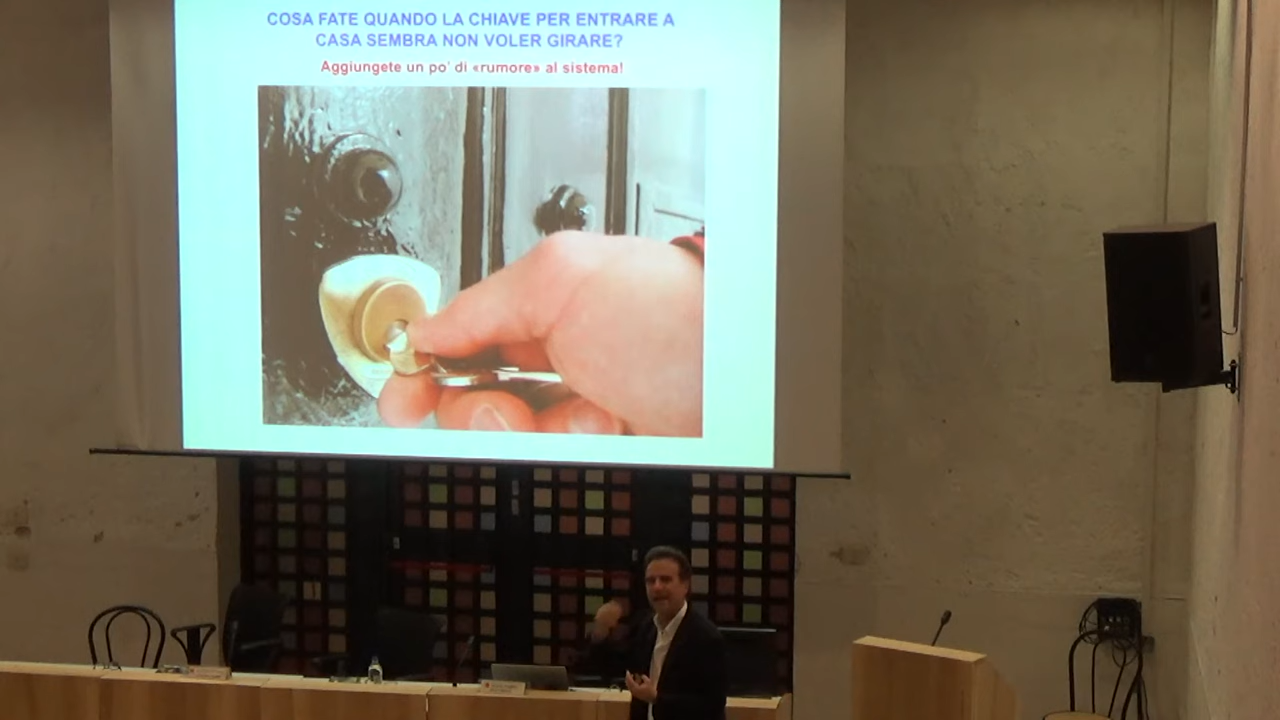 COSA FATE QUANDO LA CHIAVE PER ENTRARE A
CASA SEMBRA NON VOLER GIRARE?
Aggiungete un po' di «rumore» al sistema!